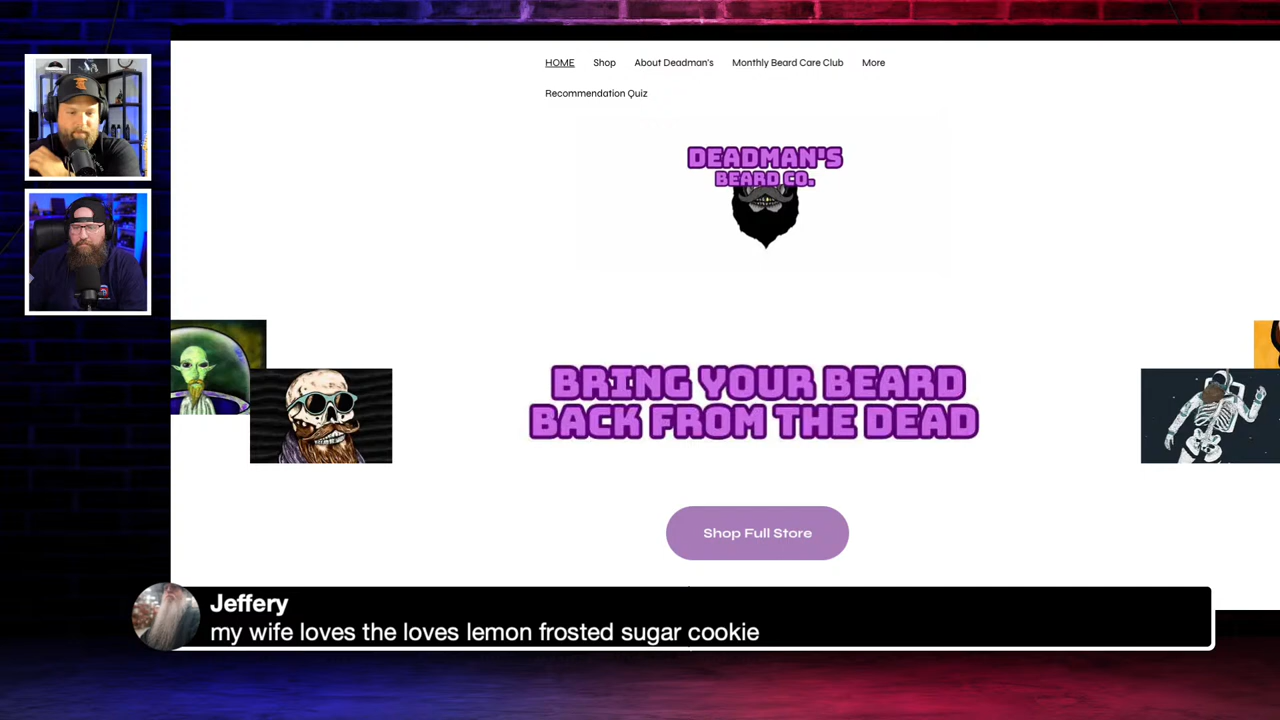 HOME Shop About Deadman's Monthly Beard Care Club More
Recommendation Quiz
DEADMAN'S
BEARD CO.
BRING YOUR BEARD
BACK FROM THE DEAD
Shop Full Store
Jeffery
my wife loves the loves lemon frosted sugar cookie